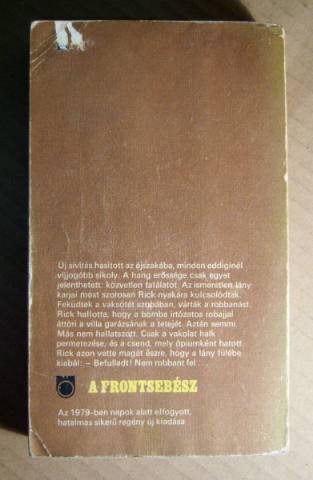 Új sivítás hasított az éjszakába, minden eddiginél
vijjogóbb sikoly. A hang erőssége csak egyet
jelenthetett: közvetlen találatot. Az ismeretlen lány
karjai most szorosan Rick nyakára kulcsolódtak.
Feküdtek a vaksötét szobában, várták a robbanást.
Rick hallotta, hogy a bomba irtózatos robajjal
áttöri a villa garázsának a tetejét. Aztán semmi.
Más nem hallatszott. Csak a vakolat halk
permetezése, és a csend, mely ópiumként hatott.
Rick azon vette magát észre, hogy a lány fülébe
kiabál: – Befulladt! Nem robbant fel
A FRONTSEBÉSZ
Az 1979-ben napok alatt elfogyott,
hatalmas sikerű regény új kiadása